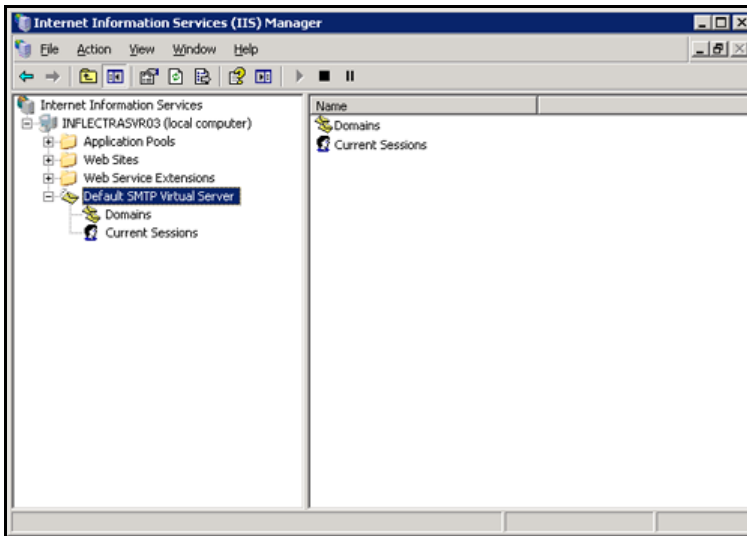 Internet Information Services (IIS) Manager
File Action View Window Help
Internet Information Services
INFLECTRASVR03 (local computer)
Application Pools
Web Sites
Web Service Extensions
Default SMTP Virtual Server
Domains
Current Sessions
Name
Domains
Current Sessions